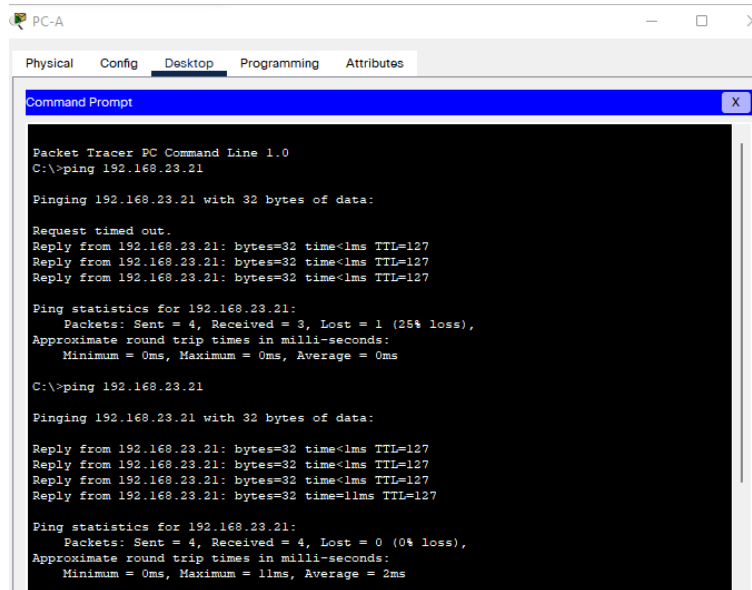 PC-A
Physical Config Desktop Programming Attributes
Command Prompt
X
Packet Tracer PC Command Line 1.0
C:\>ping 192.168.23.21
Pinging 192.168.23.21 with 32 bytes of data:
Request timed out.
Reply from 192.168.23.21: bytes=32 time<1ms TTL=127
Reply from 192.168.23.21: bytes=32 time<1ms TTL=127
Reply from 192.168.23.21: bytes=32 time<1ms TTL=127
Ping statistics for 192.168.23.21:
Packets: Sent = 4, Received = 3, Lost = 1 (25% loss),
Approximate round trip times in milli-seconds:
Minimum = 0ms, Maximum = 0ms, Average = 0ms
C:\>ping 192.168.23.21
Pinging 192.168.23.21 with 32 bytes of data:
Reply from 192.168.23.21: bytes=32 time<1ms TTL=127
Reply from 192.168.23.21: bytes=32 time<1ms TTL=127
Reply from 192.168.23.21: bytes=32 time<1ms TTL=127
Reply from 192.168.23.21: bytes=32 time=11ms TTL=127
Ping statistics for 192.168.23.21:
Packets: Sent = 4, Received = 4, Lost = 0 (0% loss),
Approximate round trip times in milli-seconds:
Minimum = 0ms, Maximum = 11ms, Average = 2ms